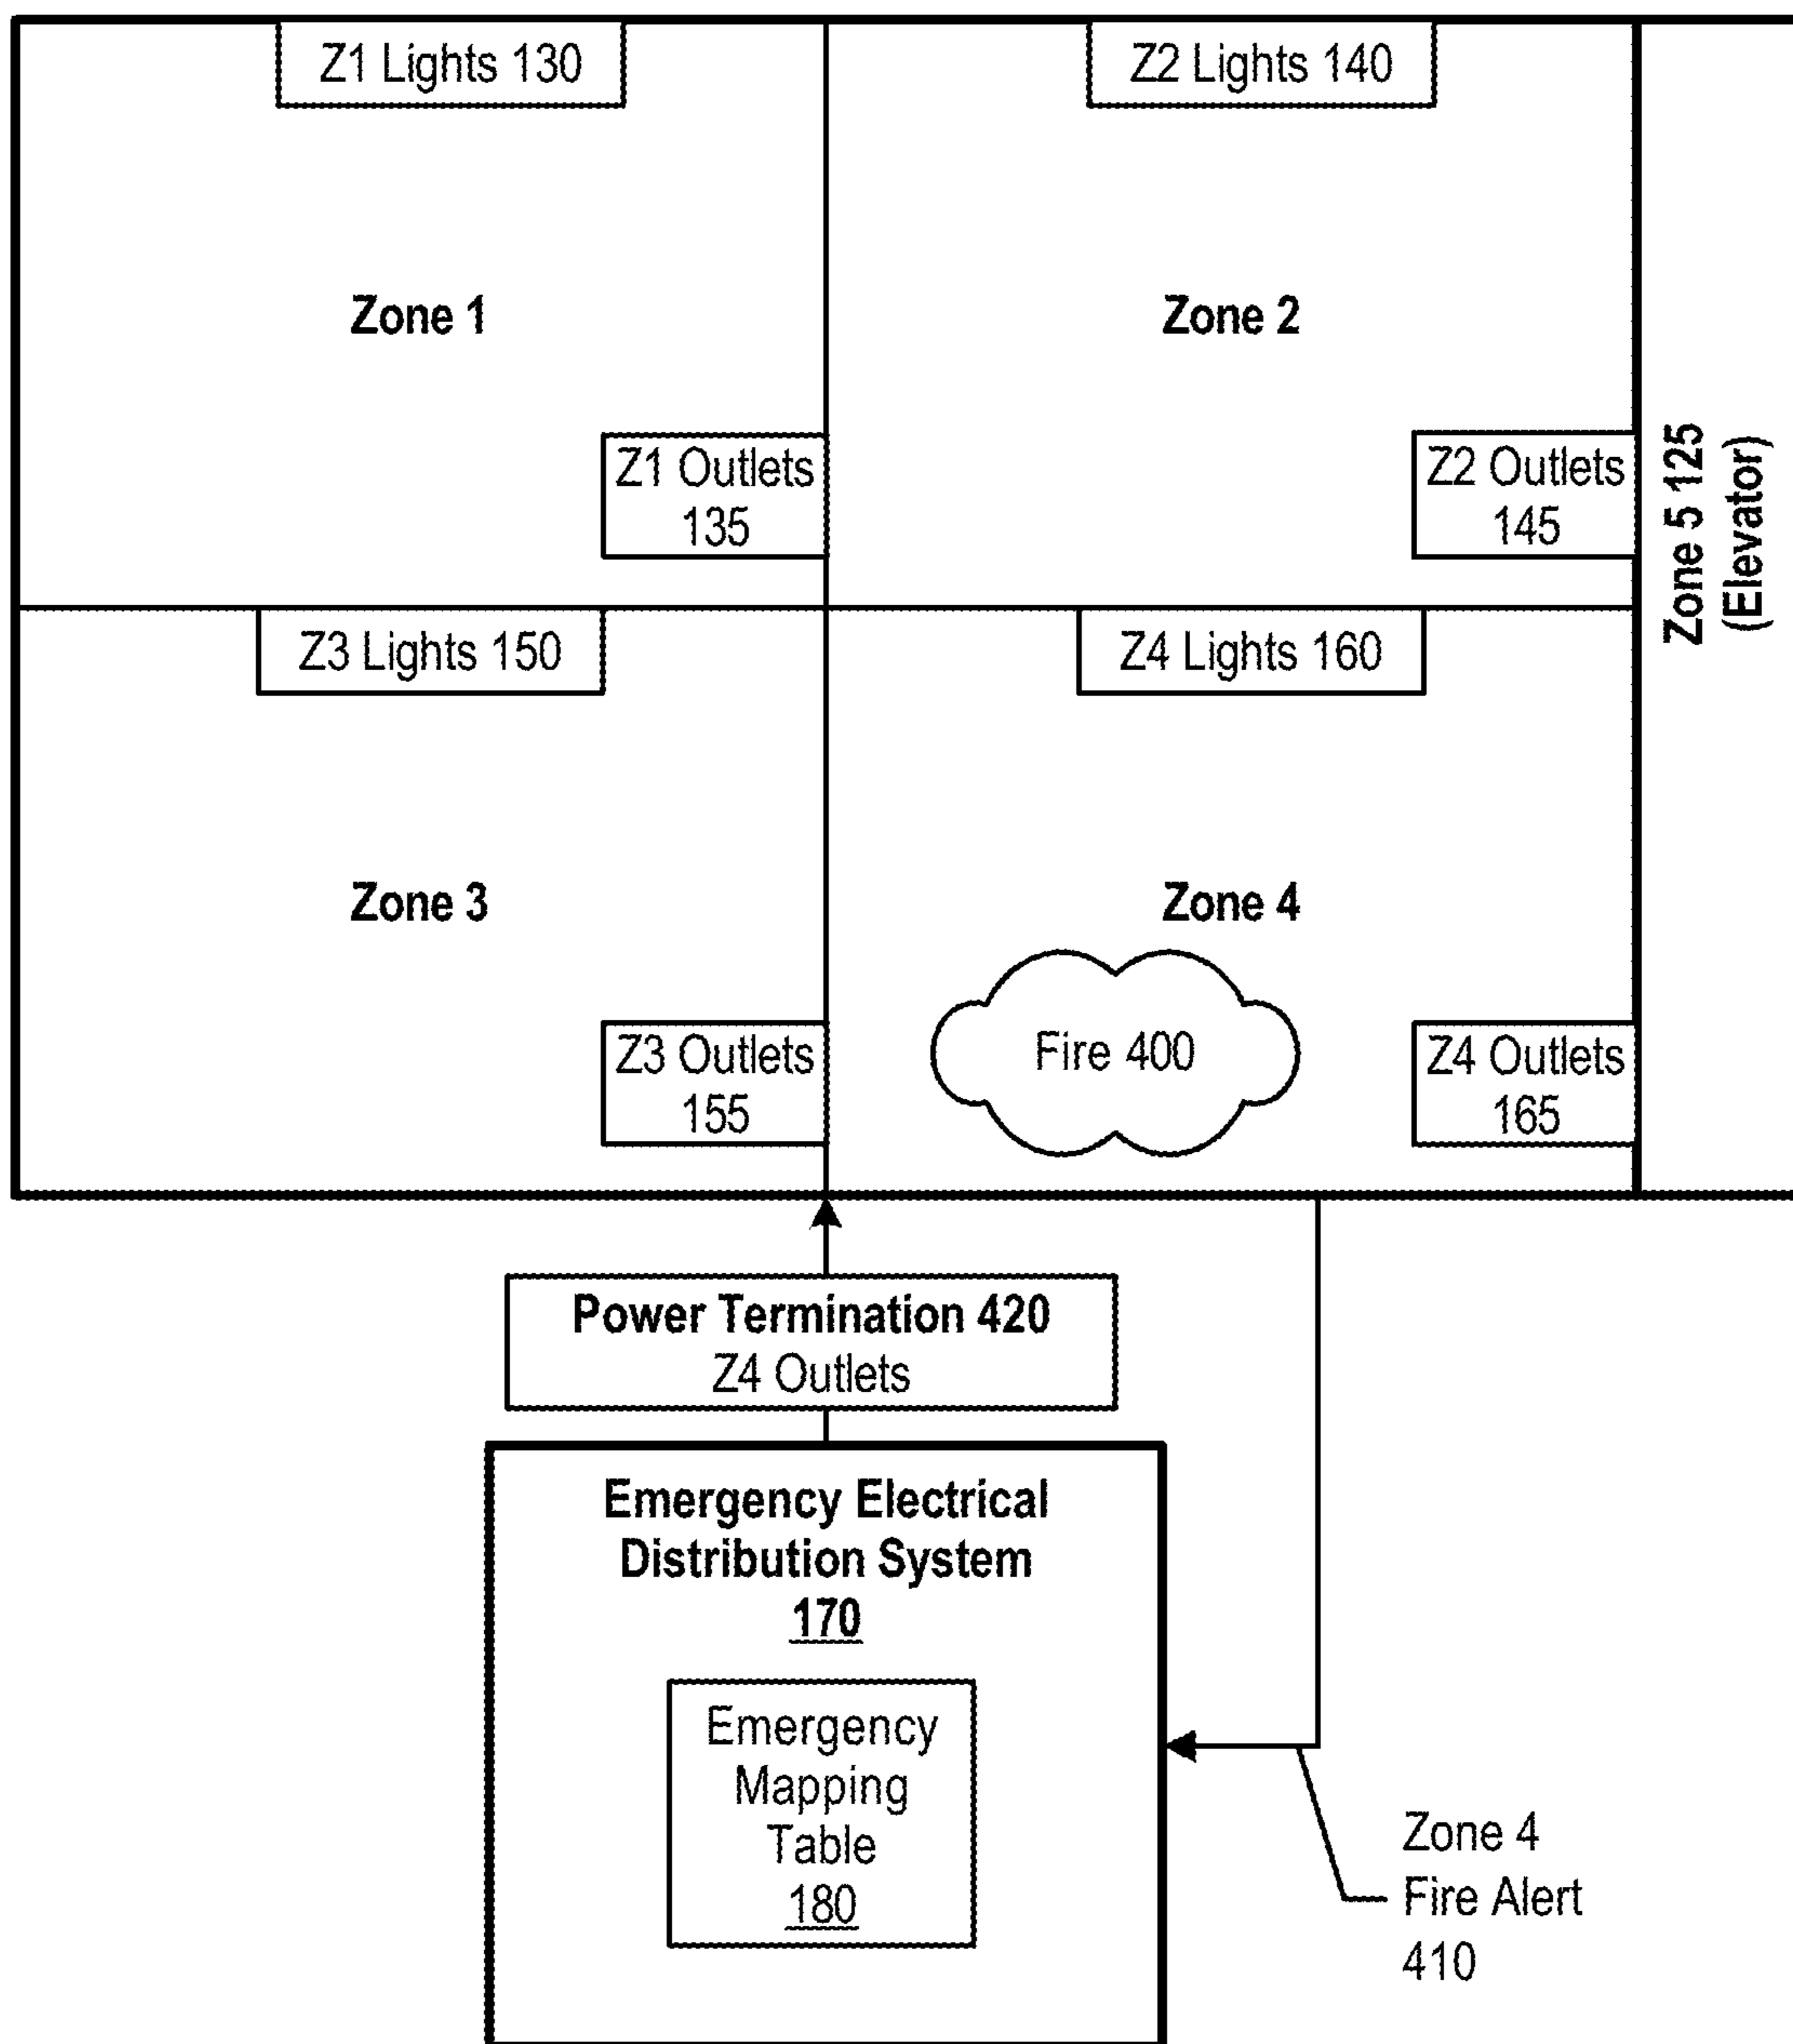 Z1 Lights 130
Z2 Lights 140
Zone 1
Zone 2
Z1 Outlets
135
Z2 Outlets
145
Zone 5 125
(Elevator)
Z3 Lights 150
Z4 Lights 160
Zone 3
Zone 4
Z3 Outlets
155
Fire 400
Z4 Outlets
165
Power Termination 420
Z4 Outlets
Emergency Electrical
Distribution System
170
Emergency
Mapping
Table
180
Zone 4
Fire Alert
410